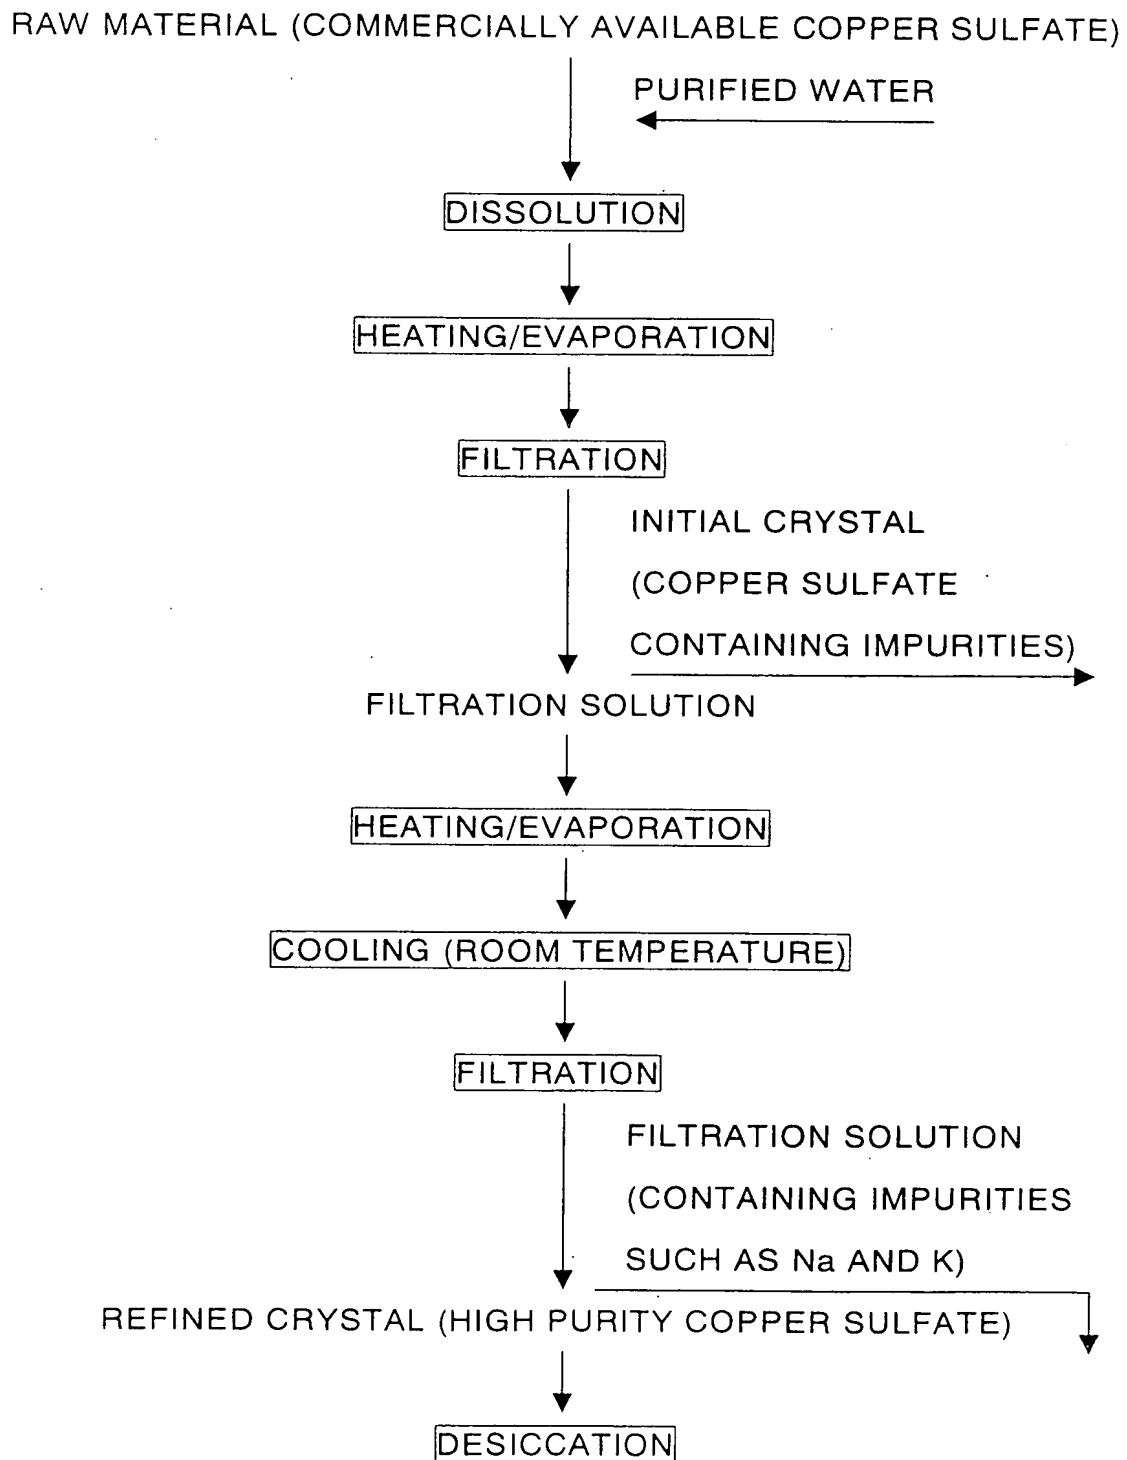 RAW MATERIAL (COMMERCIALLY AVAILABLE COPPER SULFATE)
PURIFIED WATER
DISSOLUTION
HEATING/EVAPORATION
FILTRATION
INITIAL CRYSTAL
(COPPER SULFATE
CONTAINING IMPURITIES)
FILTRATION SOLUTION
HEATING/EVAPORATION
COOLING (ROOM TEMPERATURE)
FILTRATION
FILTRATION SOLUTION
(CONTAINING IMPURITIES
SUCH AS Na AND K)
REFINED CRYSTAL (HIGH PURITY COPPER SULFATE)
DESICCATION